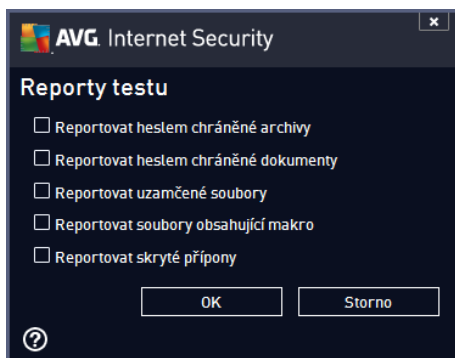 AVG. Internet Security
Reporty testu
Reportovat heslem chráněné archivy
Reportovat heslem chráněné dokumenty
Reportovat uzamčené soubory
Reportovat soubory obsahující makro
Reportovat skryté přípony
OK
Storno